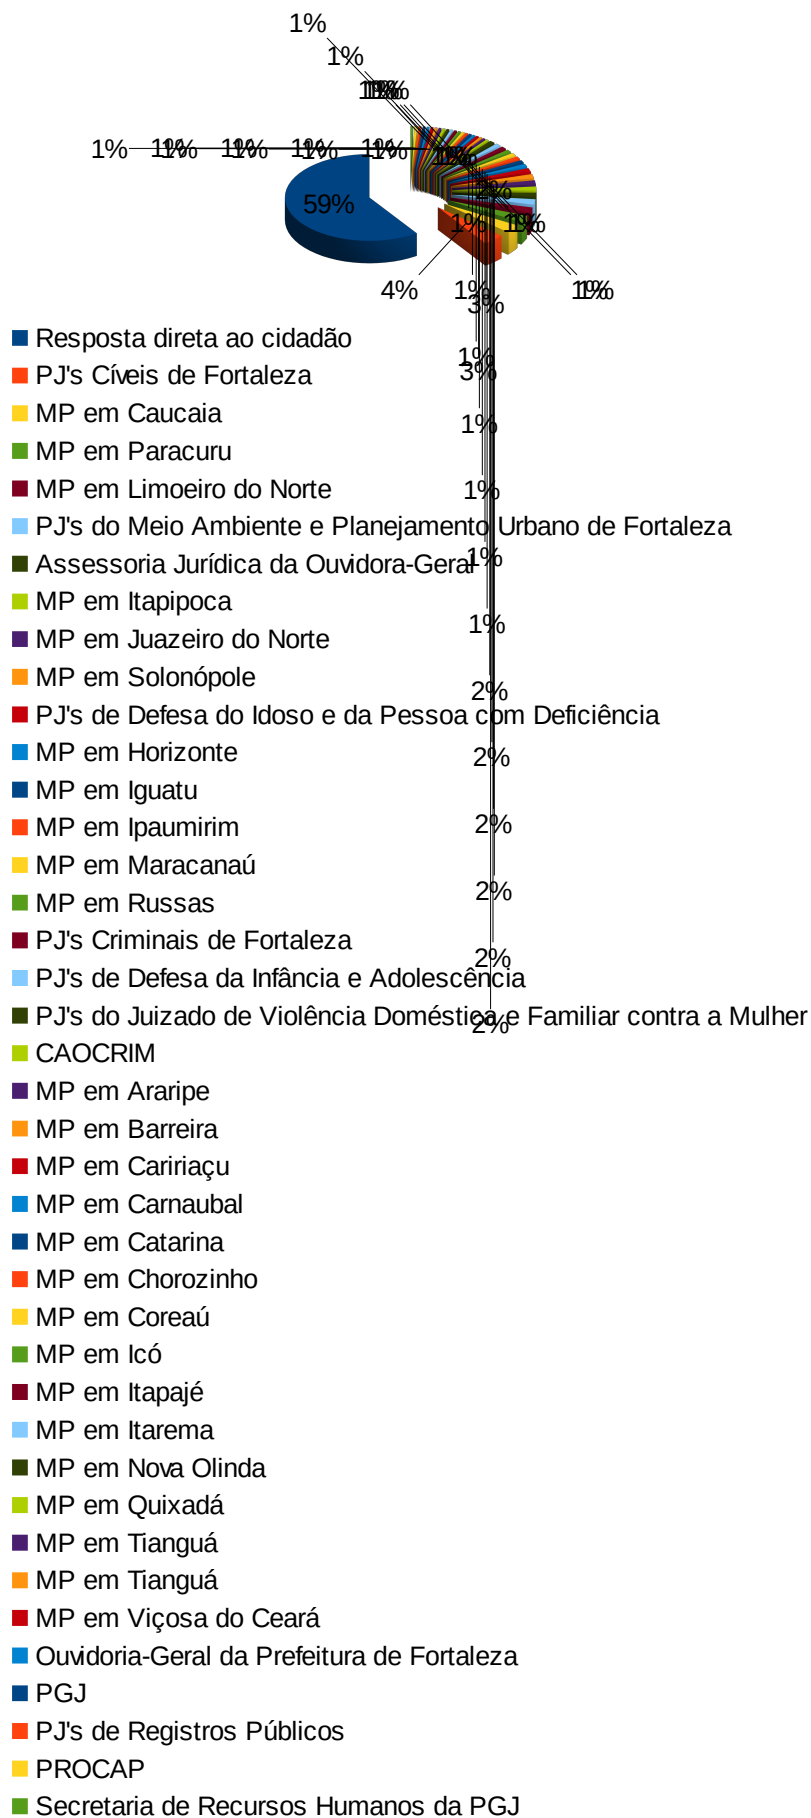 1%
1%
1%
59%
4%
1%
1%
3%
1%
3%
1%
1%
1%
1%
2%
2%
2%
2%
2%
2%
Resposta direta ao cidadão
PJ's Cíveis de Fortaleza
MP em Caucaia
MP em Paracuru
MP em Limoeiro do Norte
PJ's do Meio Ambiente e Planejamento Urbano de Fortaleza
Assessoria Jurídica da Ouvidora-Geral
MP em Itapipoca
MP em Juazeiro do Norte
MP em Solonópole
PJ's de Defesa do Idoso e da Pessoa com Deficiência
MP em Horizonte
MP em Iguatu
MP em Ipaumirim
MP em Maracanaú
MP em Russas
PJ's Criminais de Fortaleza
PJ's de Defesa da Infância e Adolescência
PJ's do Juizado de Violência Doméstica e Familiar contra a Mulher
CAOCRIM
MP em Araripe
MP em Barreira
MP em Caririaçu
MP em Carnaubal
MP em Catarina
MP em Chorozinho
MP em Coreaú
MP em Icó
MP em Itapajé
MP em Itarema
MP em Nova Olinda
MP em Quixadá
MP em Tianguá
MP em Tianguá
MP em Viçosa do Ceará
Ouvidoria-Geral da Prefeitura de Fortaleza
PGJ
PJ's de Registros Públicos
PROCAP
Secretaria de Recursos Humanos da PGJ